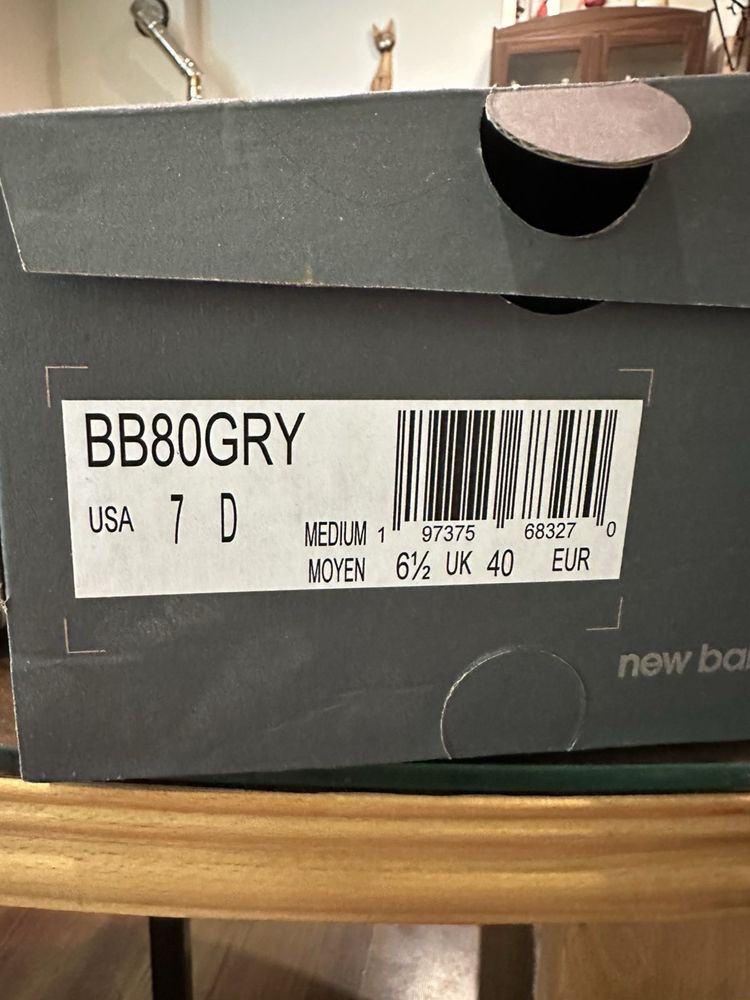 BB80GRY
USA 7 D
MEDIUM 1 97375 68327 0
MOYEN 6½ UK 40 EUR
new ba